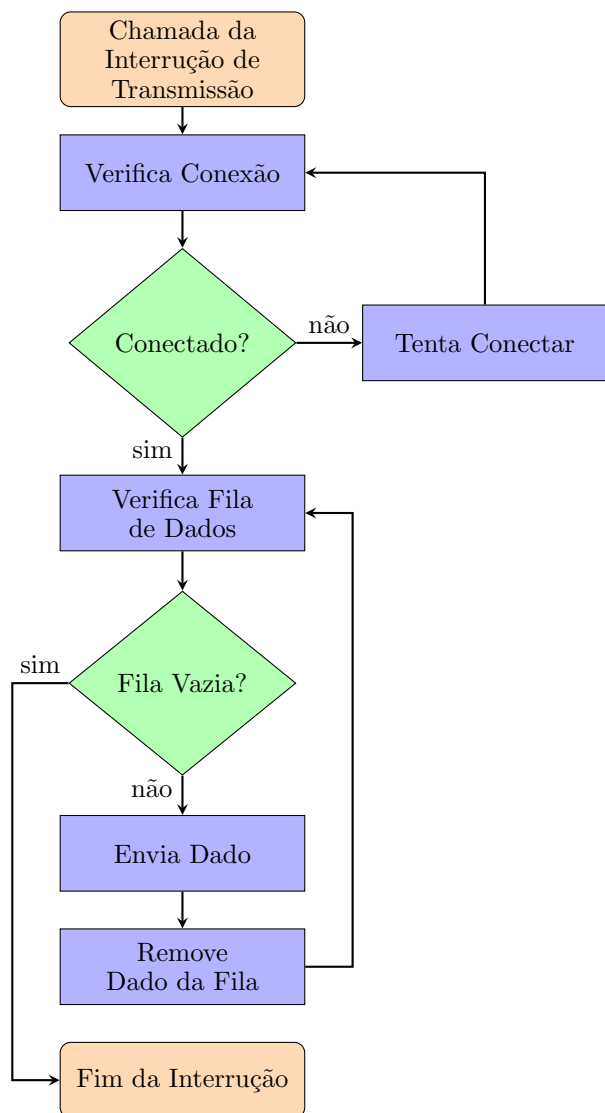 Chamada da
Interrução de
Transmissão
Verifica Conexão
Conectado?
não
Tenta Conectar
sim
Verifica Fila
de Dados
sim
Fila Vazia?
não
Envia Dado
Remove
Dado da Fila
Fim da Interrução